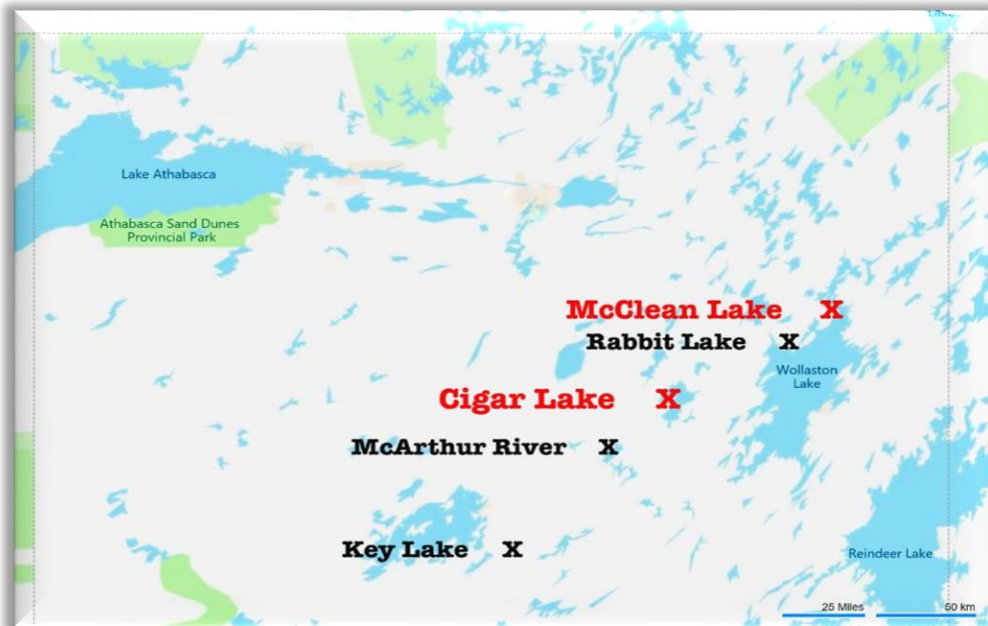 Lake
Lake Athabasca
Athabasca Sand Dunes
Provincial Park
McClean Lake X
Rabbit Lake X
Wollaston
Lake
Cigar Lake X
McArthur River X
Key Lake X
Reindeer Lake
25 Miles 50 km